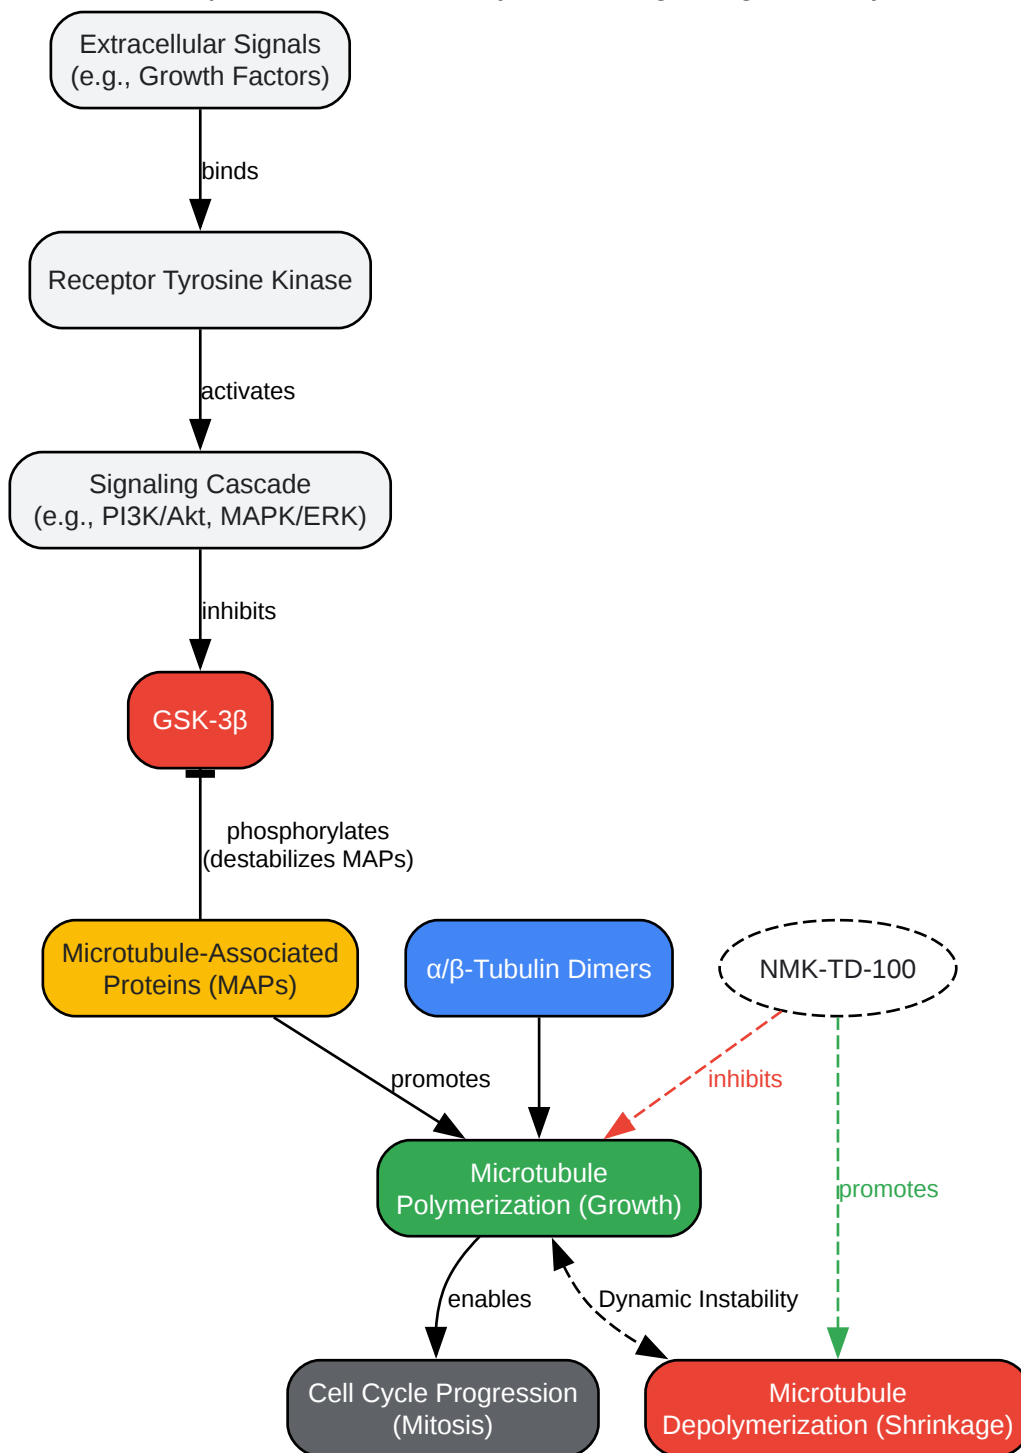 Extracellular Signals
(e.g., Growth Factors)
binds
Receptor Tyrosine Kinase
activates
Signaling Cascade
(e.g., PI3K/Akt, MAPK/ERK)
inhibits
GSK-3β
phosphorylates
(destabilizes MAPs)
Microtubule-Associated
Proteins (MAPs)
α/β-Tubulin Dimers
NMK-TD-100
promotes
inhibits
Microtubule
Polymerization (Growth)
promotes
enables
Dynamic Instability
Cell Cycle Progression
(Mitosis)
Microtubule
Depolymerization (Shrinkage)